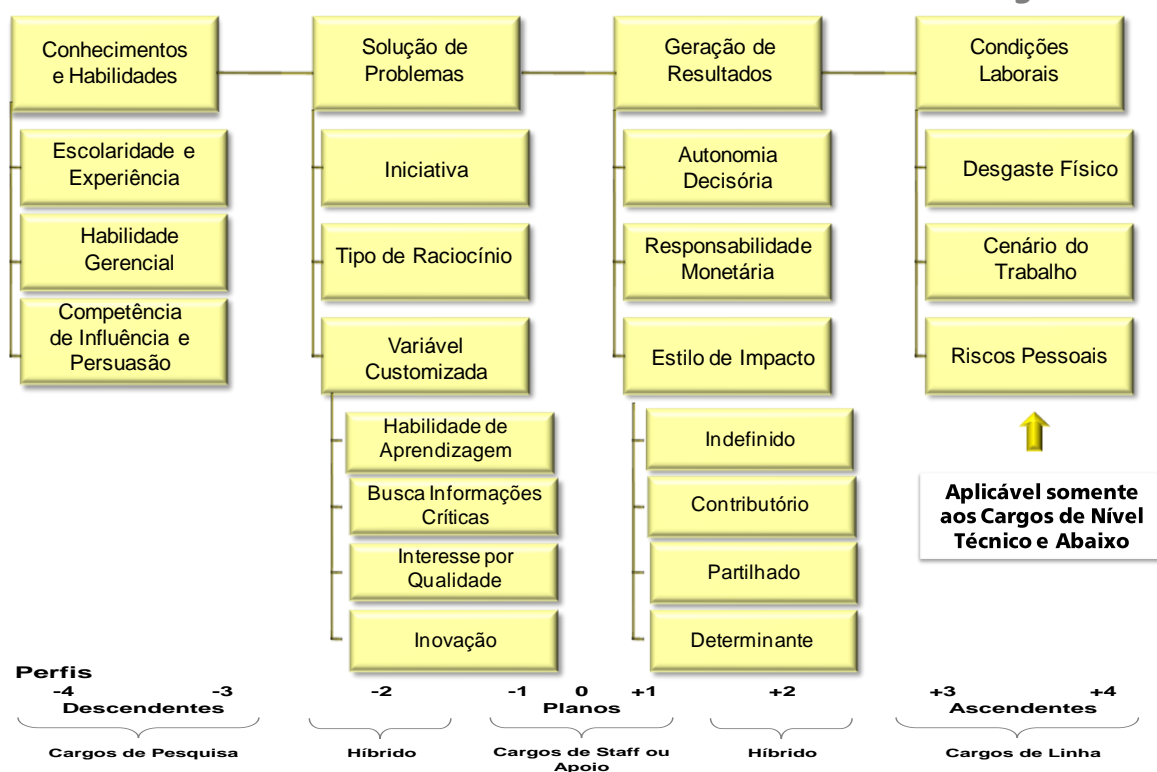 Conhecimentos
e Habilidades
Solução de
Problemas
Geração de
Resultados
Condições
Laborais
Escolaridade e
Experiência
Habilidade
Gerencial
Competência
de Influência e
Persuasão
Iniciativa
Tipo de Raciocínio
Variável
Customizada
Habilidade de
Aprendizagem
Busca Informações
Críticas
Interesse por
Qualidade
Inovação
Autonomia
Decisória
Responsabilidade
Monetária
Estilo de Impacto
Indefinido
Contributório
Partilhado
Determinante
Desgaste Físico
Cenário do
Trabalho
Riscos Pessoais
Aplicável somente
aos Cargos de Nível
Técnico e Abaixo
Perfis
-4 -3 -2 -1 0 +1 +2 +3 +4
Descendentes Planos Ascendentes
Cargos de Pesquisa
Híbrido
Cargos de Staff ou
Apoio
Híbrido
Cargos de Linha